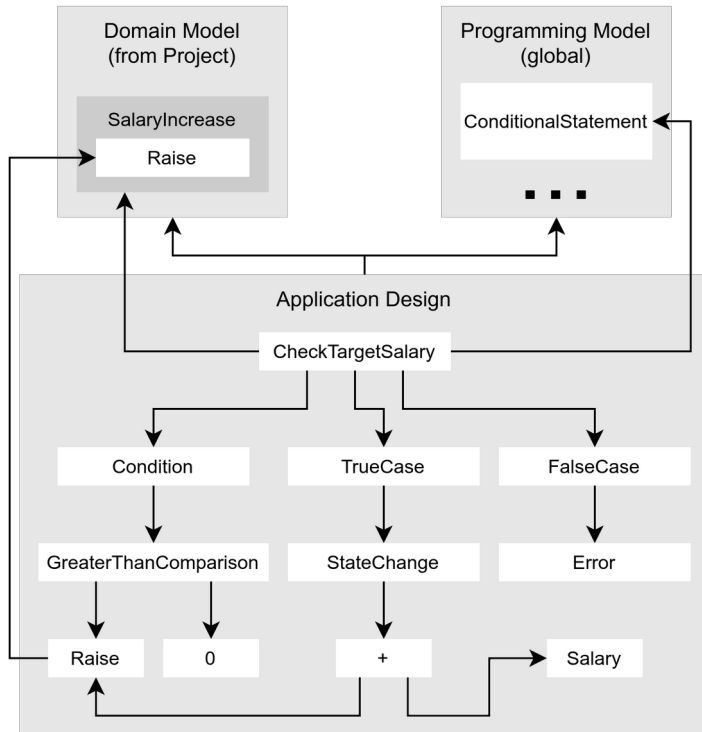 Domain Model
(from Project)
Programming Model
(global)
SalaryIncrease
Raise
ConditionalStatement
Application Design
CheckTargetSalary
Condition
TrueCase
FalseCase
GreaterThanComparison
StateChange
Error
Raise
0
+
Salary